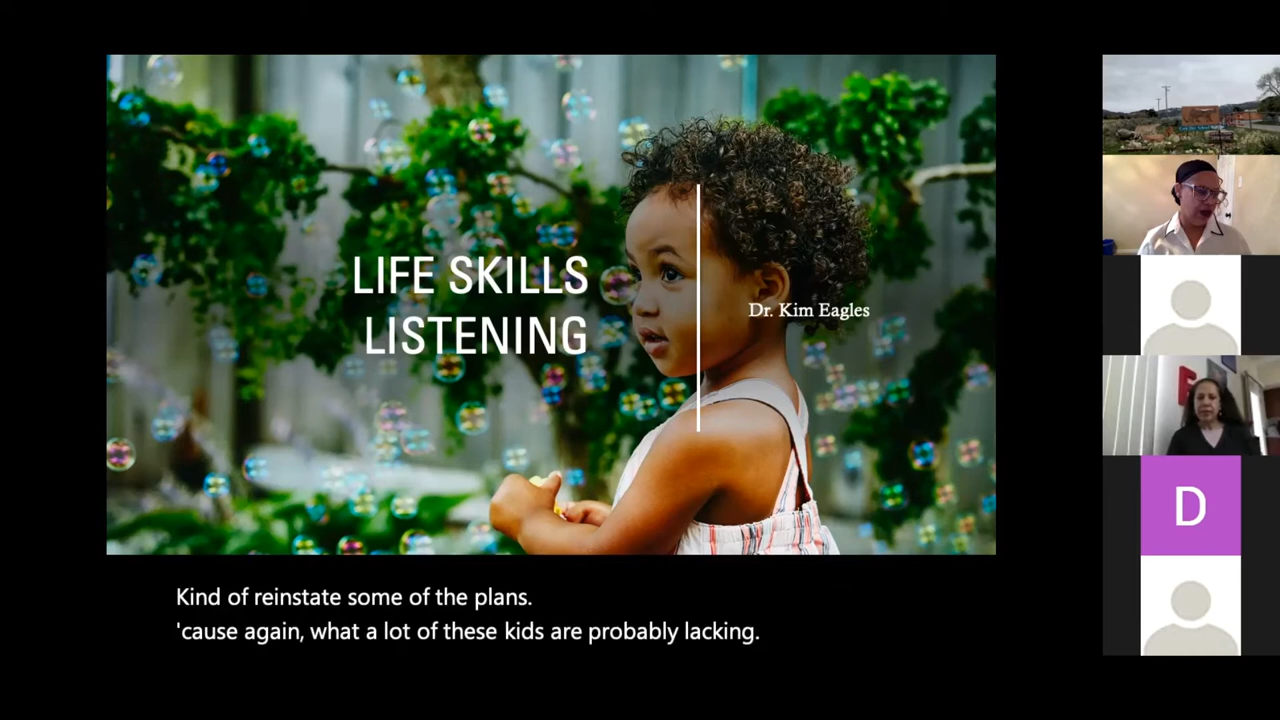 LIFE SKILLS
LISTENING
Dr. Kim Eagles
Kind of reinstate some of the plans.
'cause again, what a lot of these kids are probably lacking.
D